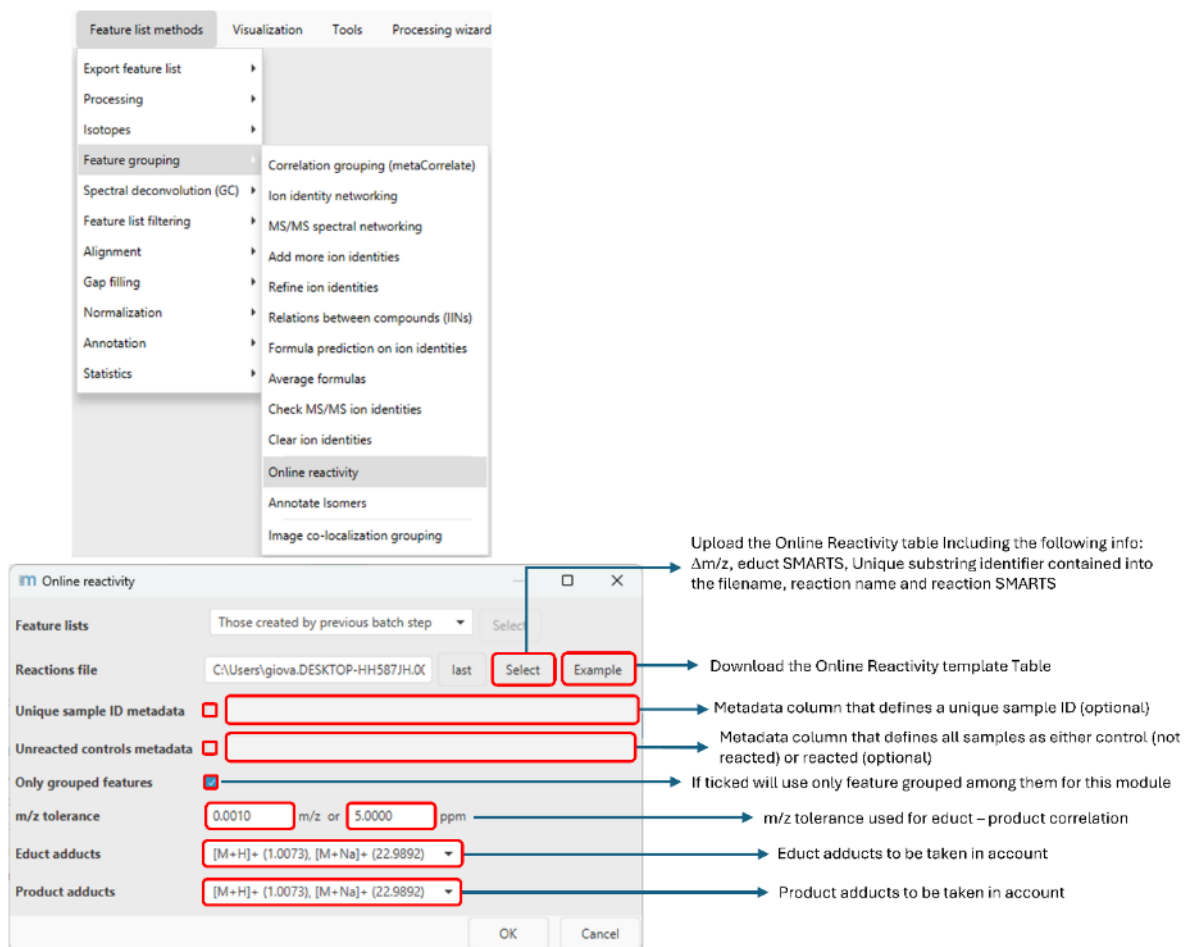 Feature list methods Visualization Tools Processing wizard
Export feature list
Processing
Isotopes
Feature grouping
Spectral deconvolution (GC)
Feature list filtering
Alignment
Gap filling
Normalization
Annotation
Statistics
Correlation grouping (metaCorrelate)
Ion identity networking
MS/MS spectral networking
Add more ion identities
Refine ion identities
Relations between compounds (IINs)
Formula prediction on ion identities
Average formulas
Check MS/MS ion identities
Clear ion identities
Online reactivity
Annotate Isomers
Image co-localization grouping
Upload the Online Reactivity table Including the following info:
Δm/z, educt SMARTS, Unique substring identifier contained into
the filename, reaction name and reaction SMARTS
m Online reactivity
Feature lists Those created by previous batch step Select
Reactions file C:\Users\giova.DESKTOP-HH587JH.0( last Select Example
Download the Online Reactivity template Table
Unique sample ID metadata
Metadata column that defines a unique sample ID (optional)
Unreacted controls metadata
Metadata column that defines all samples as either control (not
reacted) or reacted (optional)
Only grouped features
If ticked will use only feature grouped among them for this module
m/z tolerance 0.0010 m/z or 5.0000 ppm
m/z tolerance used for educt – product correlation
Educt adducts [M+H]+ (1.0073), [M+Na]+ (22.9892)
Educt adducts to be taken in account
Product adducts [M+H]+ (1.0073), [M+Na]+ (22.9892)
Product adducts to be taken in account
OK Cancel